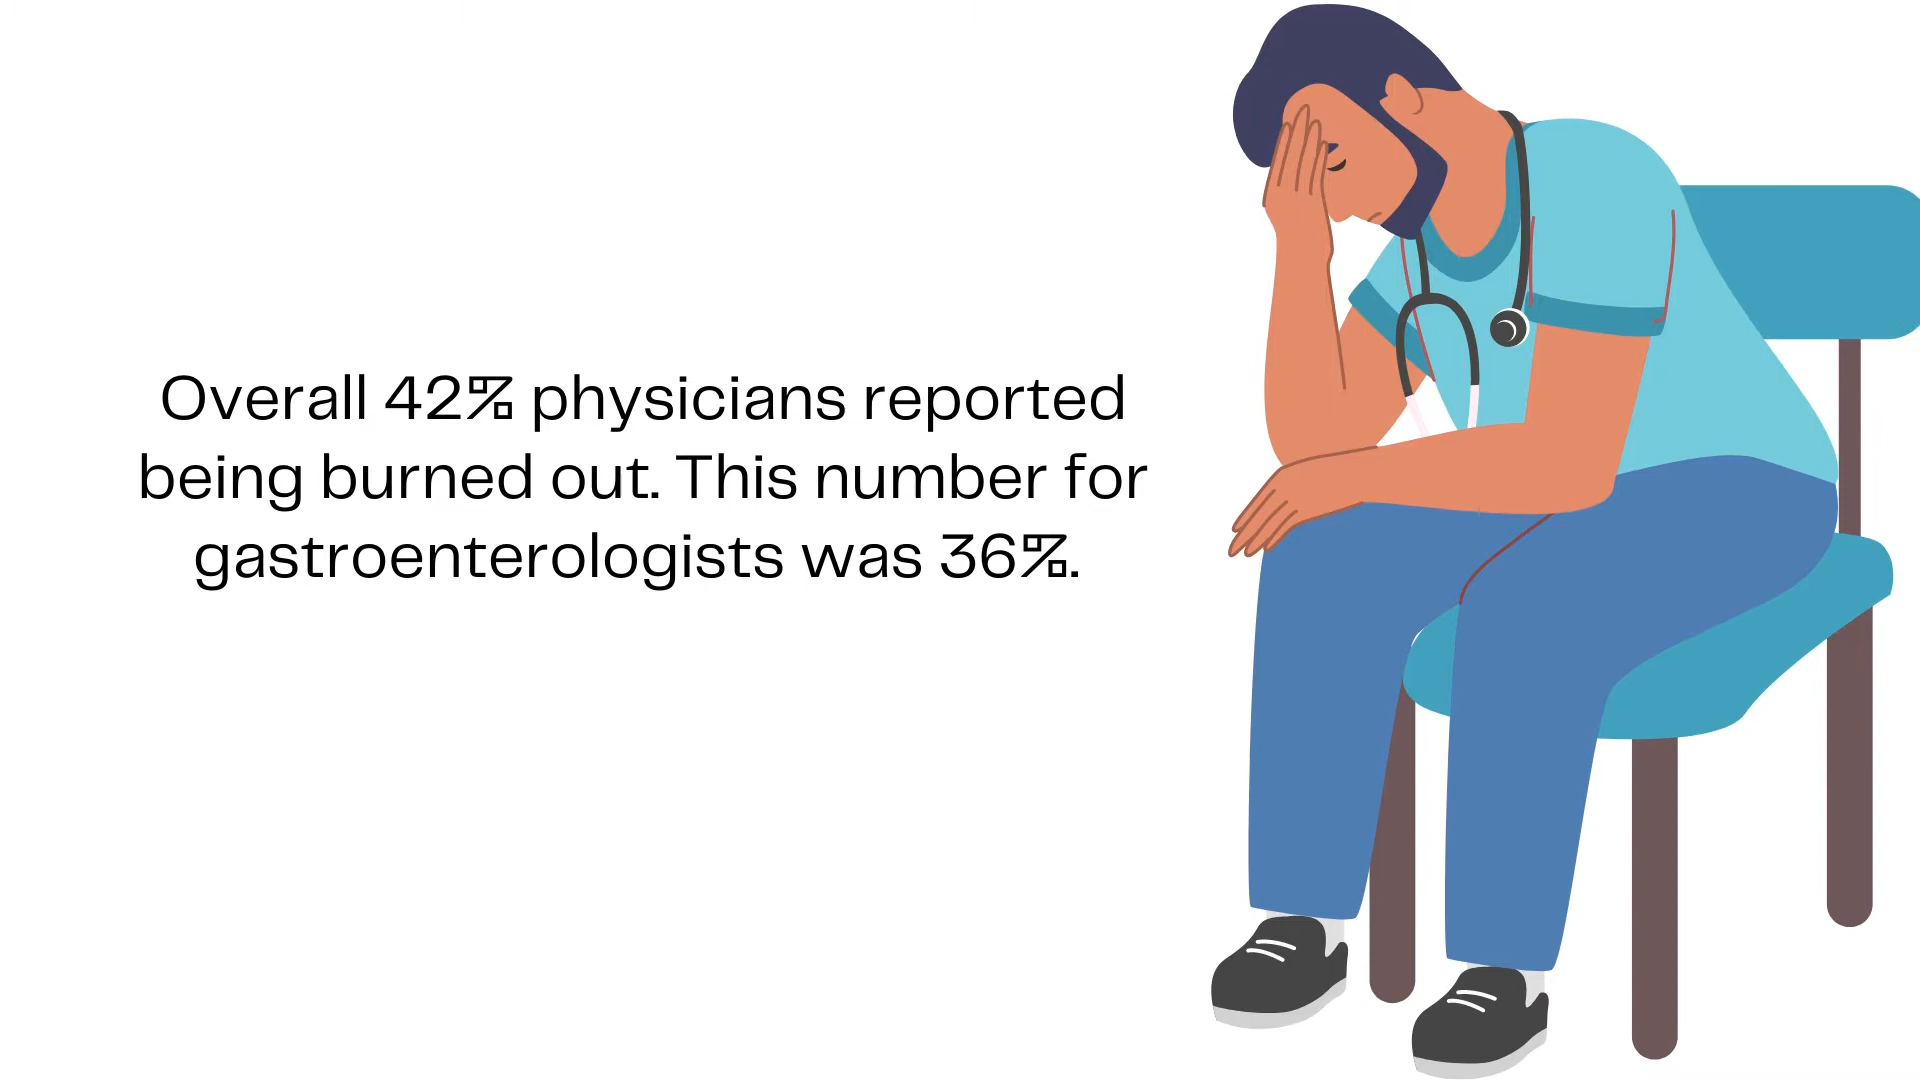 Overall 42% physicians reported
being burned out. This number for
gastroenterologists was 36%.